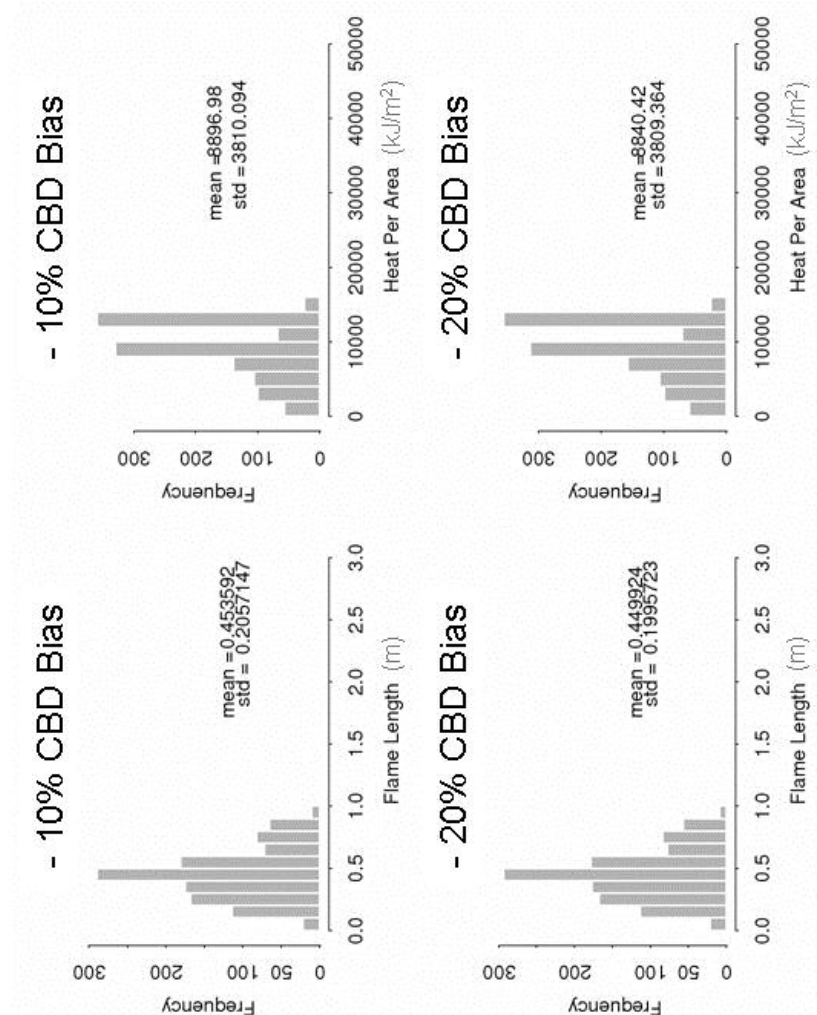 - 10% CBD Bias
Frequency
0 50 100 200 300
0.0 0.5 1.0 1.5 2.0 2.5 3.0
Flame Length (m)
mean =0.453592
std = 0.2057147
- 10% CBD Bias
Frequency
0 100 200 300
0 10000 20000 30000 40000 50000
Heat Per Area (kJ/m²)
mean =8896.98
std =3810.094
- 20% CBD Bias
Frequency
0 50 100 200 300
0.0 0.5 1.0 1.5 2.0 2.5 3.0
Flame Length (m)
mean =0.449924
std = 0.1995723
- 20% CBD Bias
Frequency
0 100 200 300
0 10000 20000 30000 40000 50000
Heat Per Area (kJ/m²)
mean =8840.42
std =3809.364